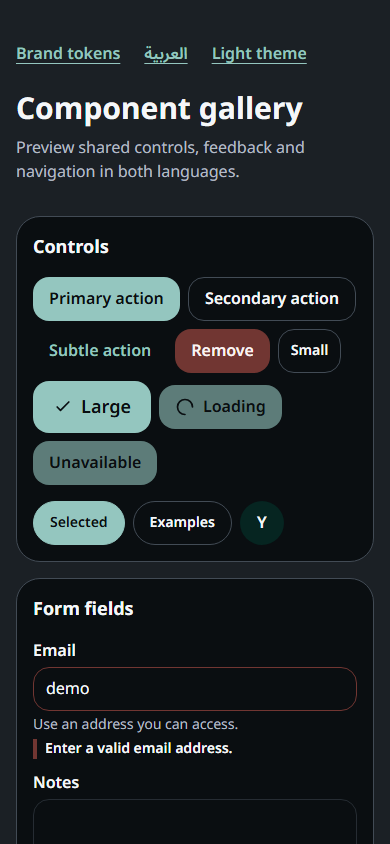 Brand tokens العربية Light theme
Component gallery
Preview shared controls, feedback and
navigation in both languages.
Controls
Primary action Secondary action
Subtle action Remove Small
Large Loading
Unavailable
Selected Examples Y
Form fields
Email
demo
Use an address you can access.
Enter a valid email address.
Notes